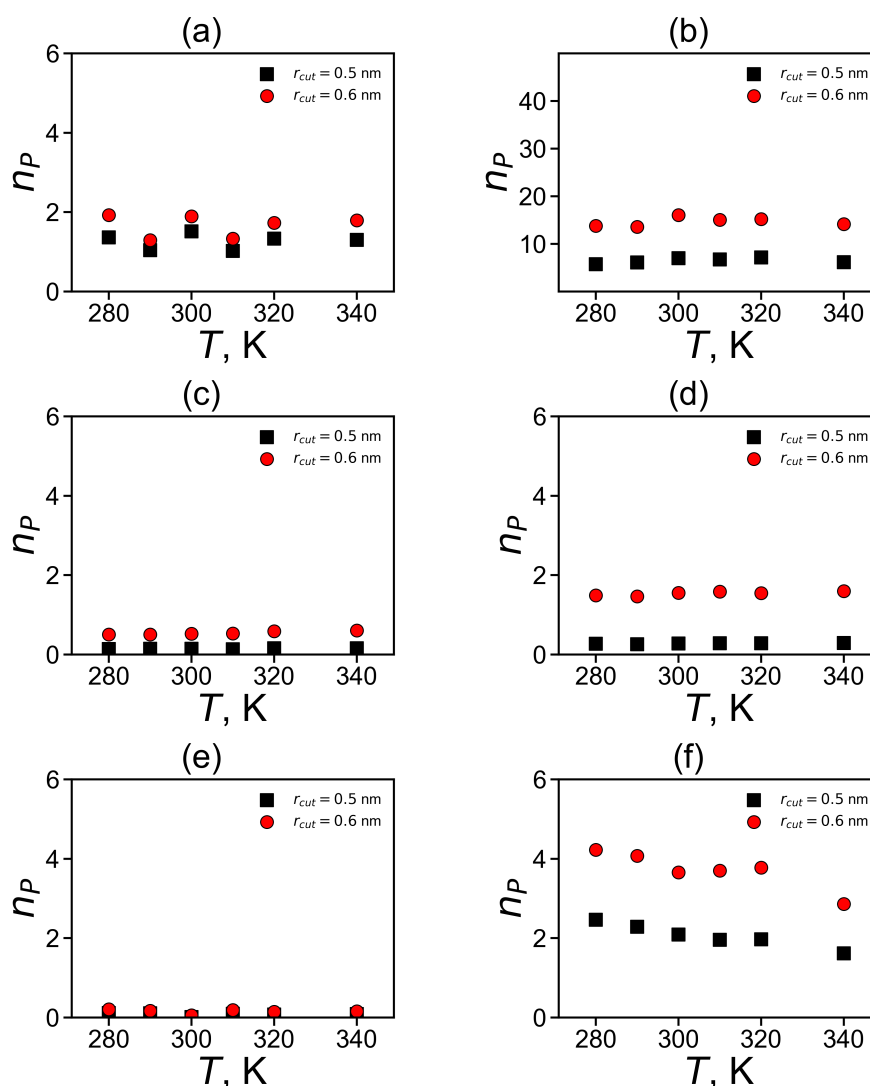 (a)
6
4
2
0
n_P
r_cut = 0.5 nm
r_cut = 0.6 nm
280 300 320 340
T, K
(b)
40
30
20
10
n_P
r_cut = 0.5 nm
r_cut = 0.6 nm
280 300 320 340
T, K
(c)
6
4
2
0
n_P
r_cut = 0.5 nm
r_cut = 0.6 nm
280 300 320 340
T, K
(d)
6
4
2
0
n_P
r_cut = 0.5 nm
r_cut = 0.6 nm
280 300 320 340
T, K
(e)
6
4
2
0
n_P
r_cut = 0.5 nm
r_cut = 0.6 nm
280 300 320 340
T, K
(f)
6
4
2
0
n_P
r_cut = 0.5 nm
r_cut = 0.6 nm
280 300 320 340
T, K